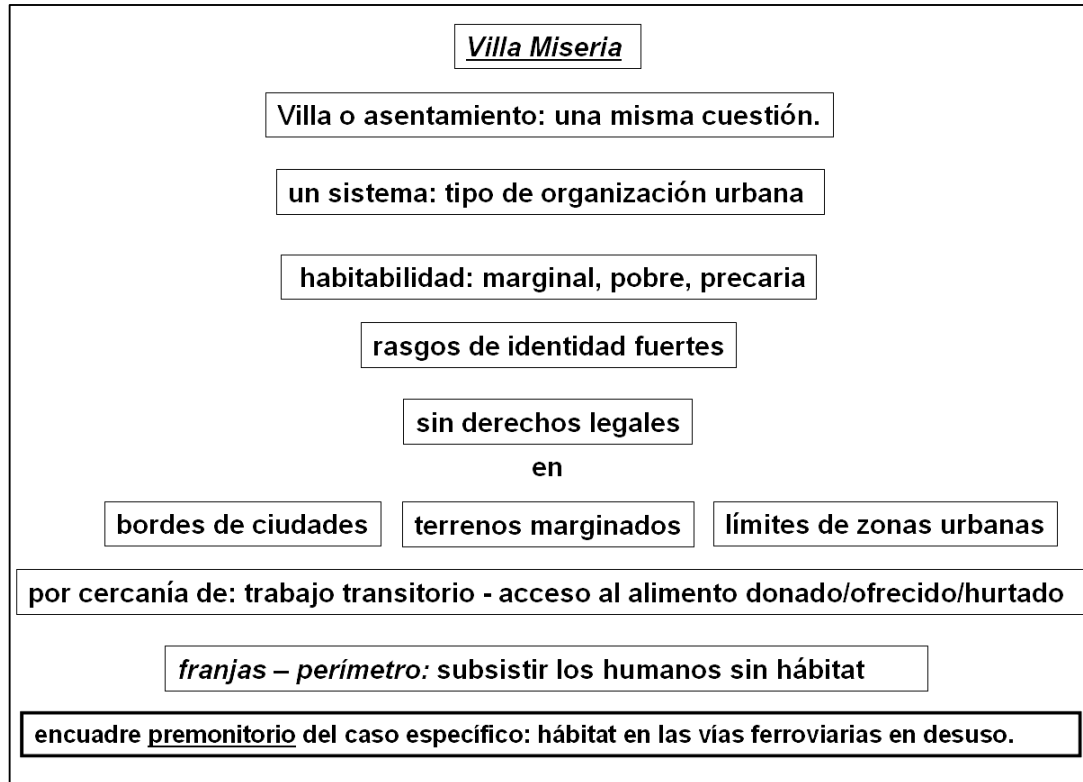 Villa Miseria
Villa o asentamiento: una misma cuestión.
un sistema: tipo de organización urbana
habitabilidad: marginal, pobre, precaria
rasgos de identidad fuertes
sin derechos legales
en
bordes de ciudades
terrenos marginados
límites de zonas urbanas
por cercanía de: trabajo transitorio - acceso al alimento donado/ofrecido/hurtado
franjas – perímetro: subsistir los humanos sin hábitat
encuadre premonitorio del caso específico: hábitat en las vías ferroviarias en desuso.